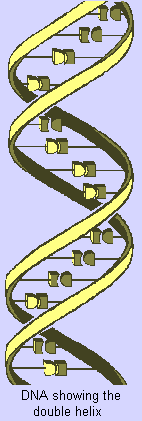 DNA showing the
double helix